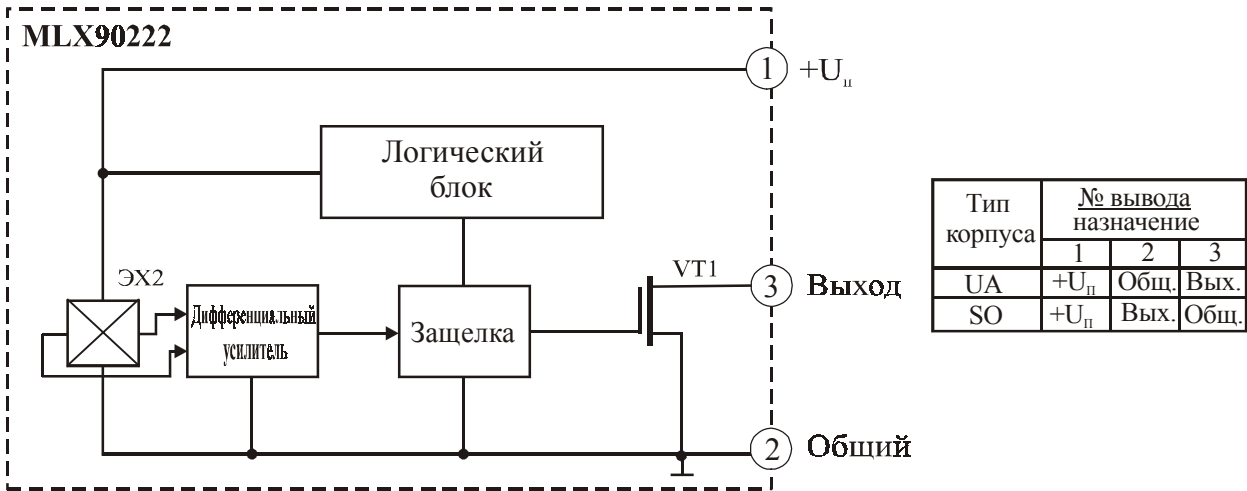 MLX90222
1 +Uп
Логический
блок
ЭХ2
Дифференциальный
усилитель
Защелка
VT1
3 Выход
2 Общий
Тип
корпуса
№ вывода
назначение
1 2 3
UA +Uп Общ. Вых.
SO +Uп Вых. Общ.